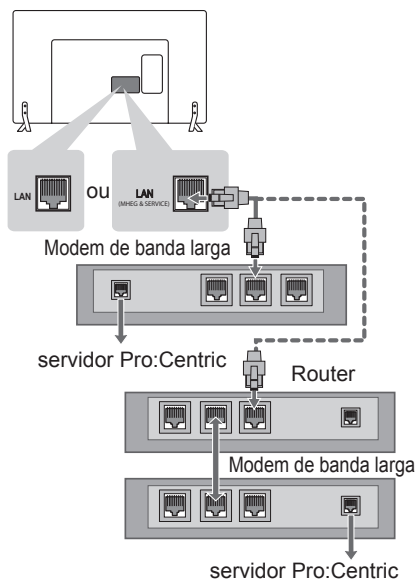 LAN
ou
LAN
(MHEG & SERVICE)
Modem de banda larga
servidor Pro:Centric
Router
Modem de banda larga
servidor Pro:Centric